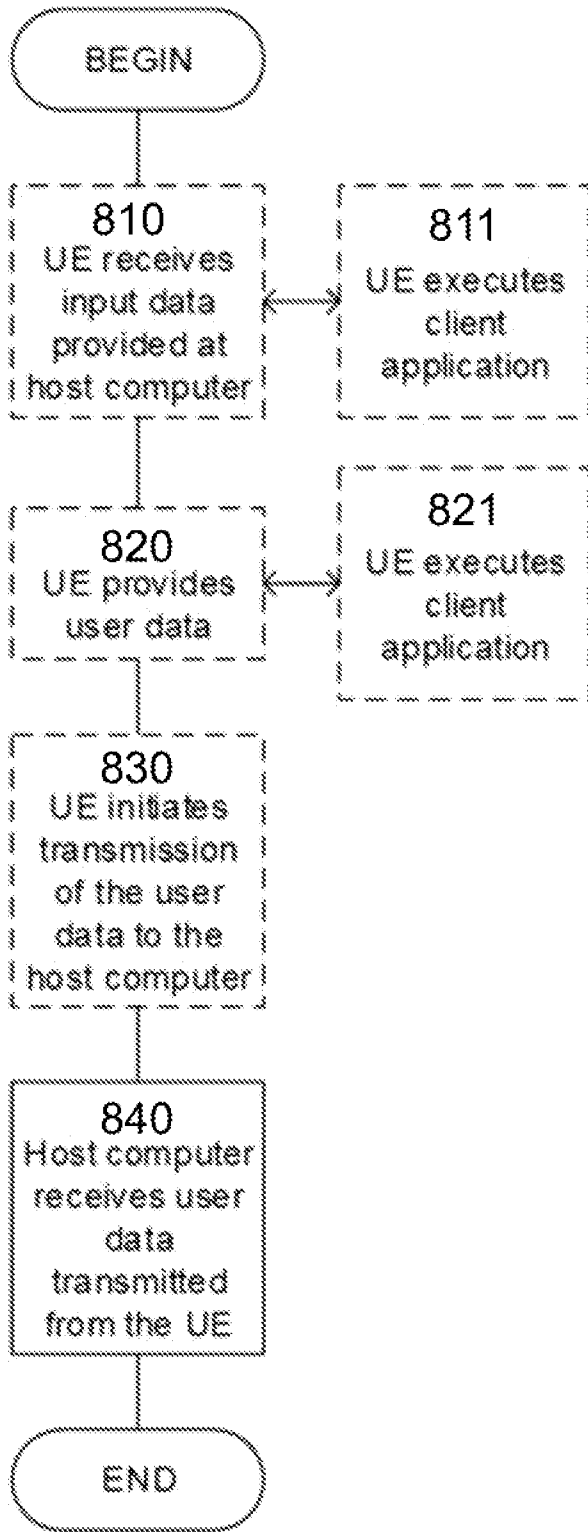 BEGIN
810
UE receives
input data
provided at
host computer
811
UE executes
client
application
820
UE provides
user data
821
UE executes
client
application
830
UE initiates
transmission
of the user
data to the
host computer
840
Host computer
receives user
data
transmitted
from the UE
END